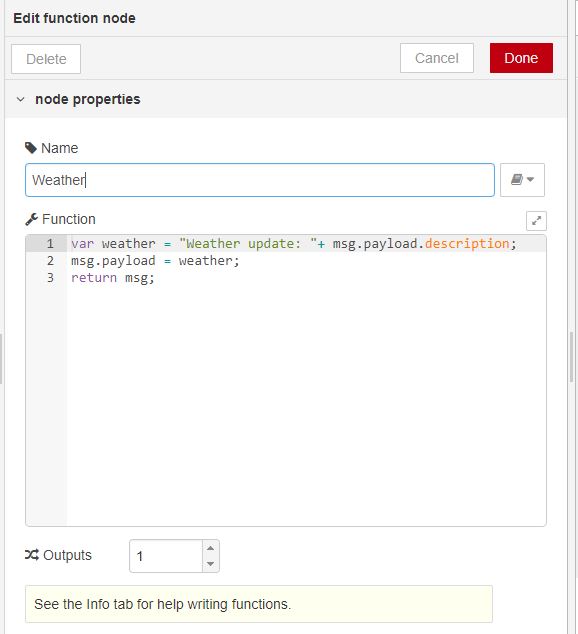 Edit function node
Delete
Cancel
Done
node properties
Name
Weather
Function
1 var weather = "Weather update: "+ msg.payload.description;
2 msg.payload = weather;
3 return msg;
Outputs
1
See the Info tab for help writing functions.